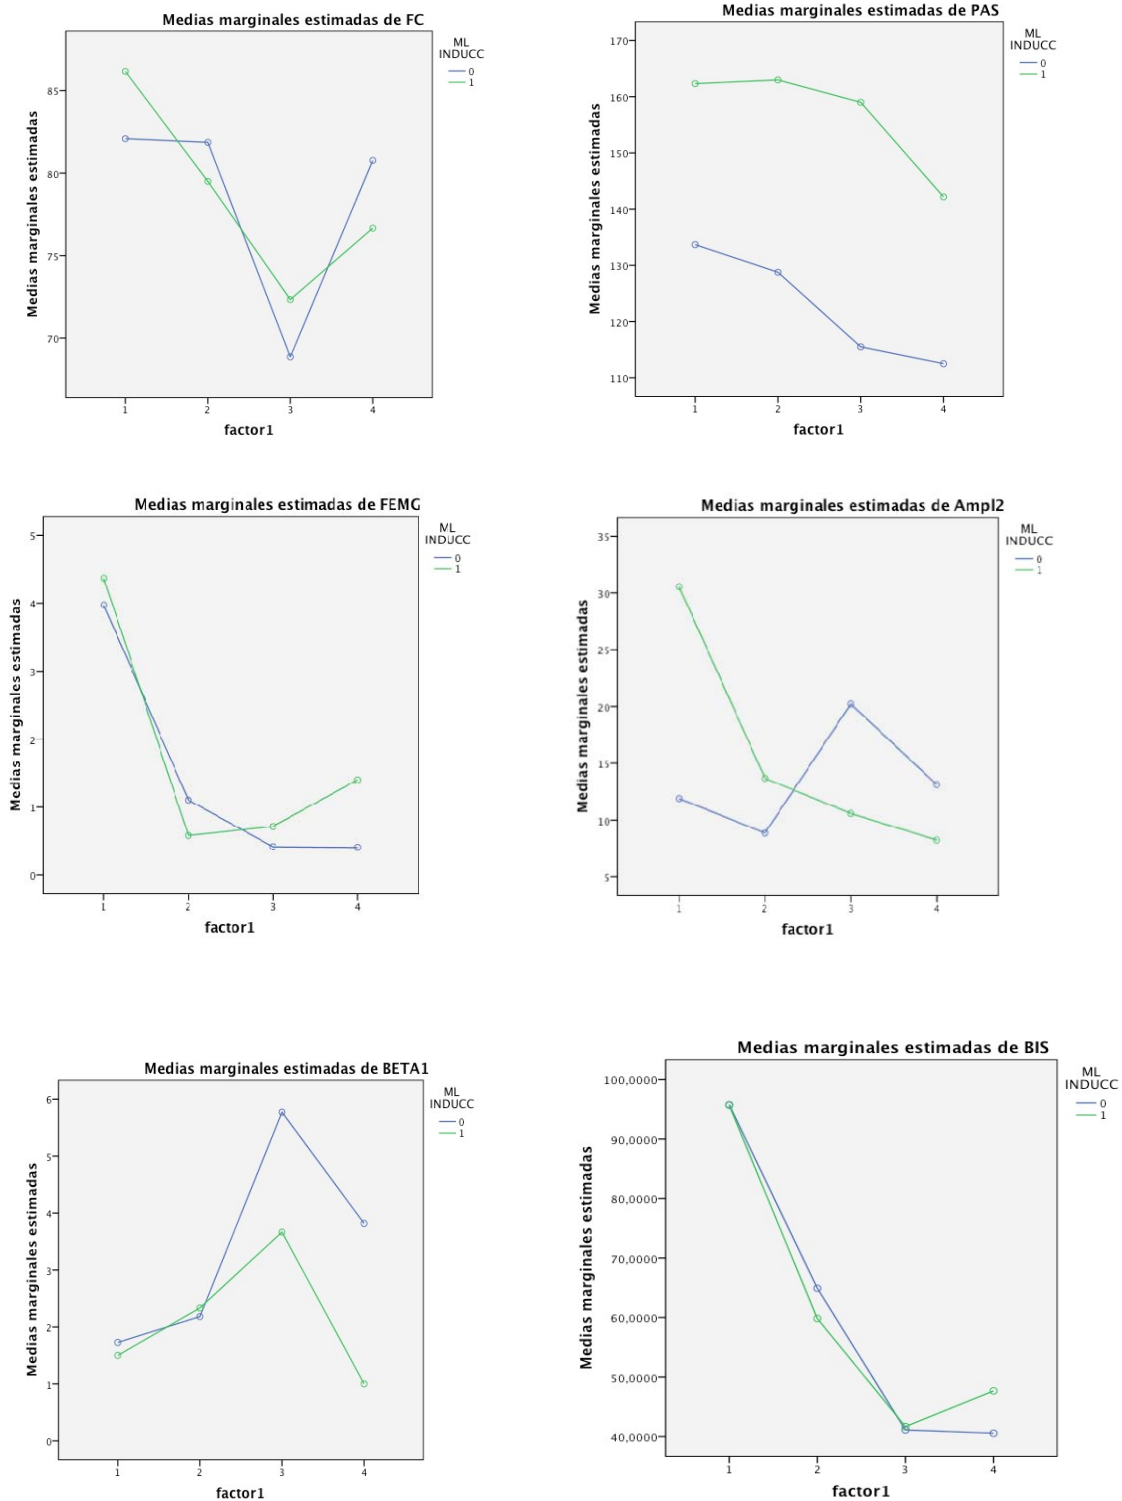 Medias marginales estimadas de FC
ML
INDUCC
0
1
Medias marginales estimadas
85
80
75
70
1 2 3 4
factor1
Medias marginales estimadas de PAS
ML
INDUCC
0
1
Medias marginales estimadas
170
160
150
140
130
120
110
1 2 3 4
factor1
Medias marginales estimadas de FEMG
ML
INDUCC
0
1
Medias marginales estimadas
5
4
3
2
1
0
1 2 3 4
factor1
Medias marginales estimadas de Ampl2
ML
INDUCC
0
1
Medias marginales estimadas
35
30
25
20
15
10
5
1 2 3 4
factor1
Medias marginales estimadas de BETA1
ML
INDUCC
0
1
Medias marginales estimadas
6
5
4
3
2
1
0
1 2 3 4
factor1
Medias marginales estimadas de BIS
ML
INDUCC
0
1
Medias marginales estimadas
100,0000
90,0000
80,0000
70,0000
60,0000
50,0000
40,0000
1 2 3 4
factor1